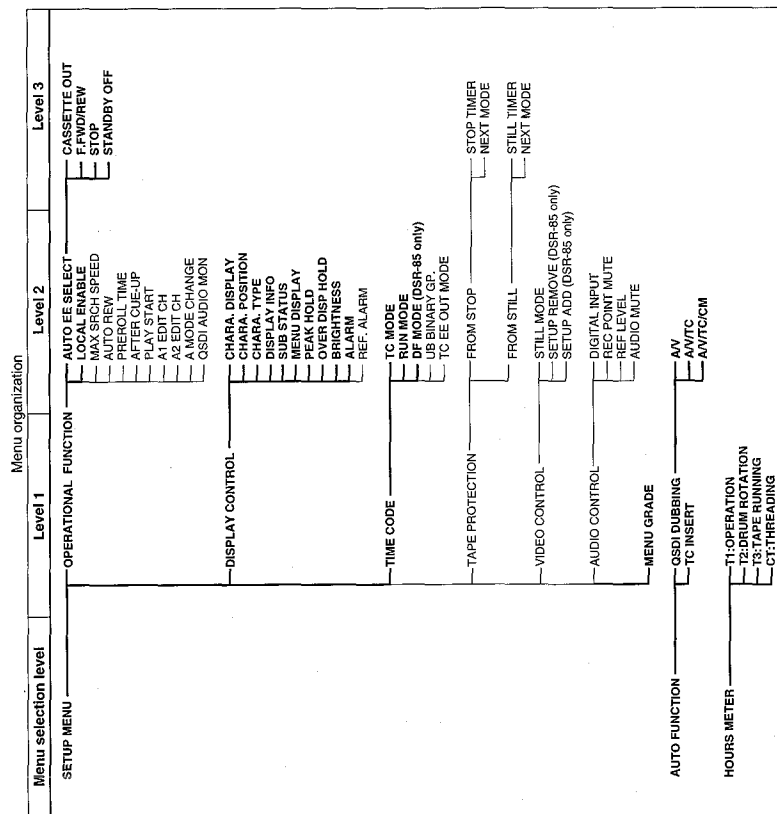 Menu organization
Menu selection level Level 1 Level 2 Level 3
SETUP MENU OPERATIONAL FUNCTION AUTO EE SELECT CASSETTE OUT
LOCAL ENABLE F.FWD/REW
MAX SRCH SPEED STOP
AUTO REW STANDBY OFF
PREROLL TIME
AFTER CUE-UP
PLAY START
A1 EDIT CH
A2 EDIT CH
A MODE CHANGE
QSDI AUDIO MON
DISPLAY CONTROL CHARA. DISPLAY
CHARA. POSITION
CHARA. TYPE
DISPLAY INFO
SUB STATUS
MENU DISPLAY
PEAK HOLD
OVER DISP HOLD
BRIGHTNESS
ALARM
REF. ALARM
TIME CODE TC MODE
RUN MODE
DF MODE (DSR-85 only)
UB BINARY GP.
TC EE OUT MODE
TAPE PROTECTION FROM STOP STOP TIMER
NEXT MODE
FROM STILL STILL TIMER
NEXT MODE
VIDEO CONTROL STILL MODE
SETUP REMOVE (DSR-85 only)
SETUP ADD (DSR-85 only)
AUDIO CONTROL DIGITAL INPUT
REC POINT MUTE
REF LEVEL
AUDIO MUTE
MENU GRADE
AUTO FUNCTION QSDI DUBBING A/V
TC INSERT A/V/TC
A/V/TC/CM
HOURS METER T1:OPERATION
T2:DRUM ROTATION
T3:TAPE RUNNING
CT:THREADING